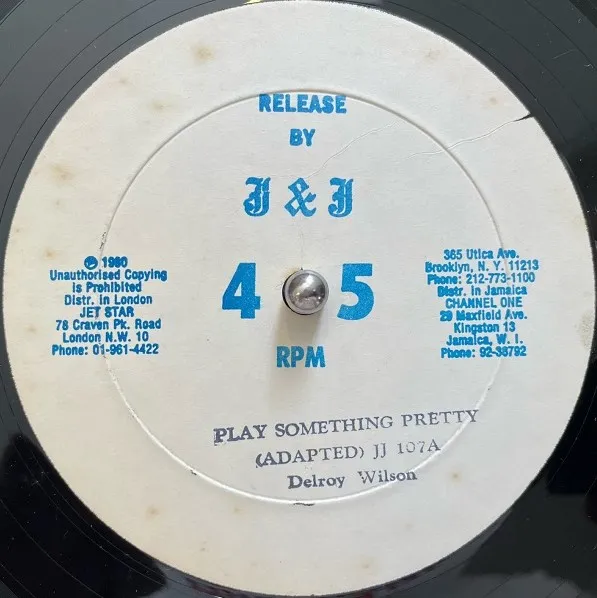 RELEASE
BY
J & J
4 5
RPM
℗ 1980
Unauthorised Copying
is Prohibited
Distr. in London
JET STAR
78 Craven Pk. Road
London N.W. 10
Phone: 01-961-4422
365 Utica Ave.
Brooklyn, N. Y. 11213
Phone: 212-773-1100
Distr. in Jamaica
CHANNEL ONE
29 Maxfield Ave.
Kingston 13
Jamaica, W. I.
Phone: 92-38792
PLAY SOMETHING PRETTY
(ADAPTED) JJ 107A
Delroy Wilson